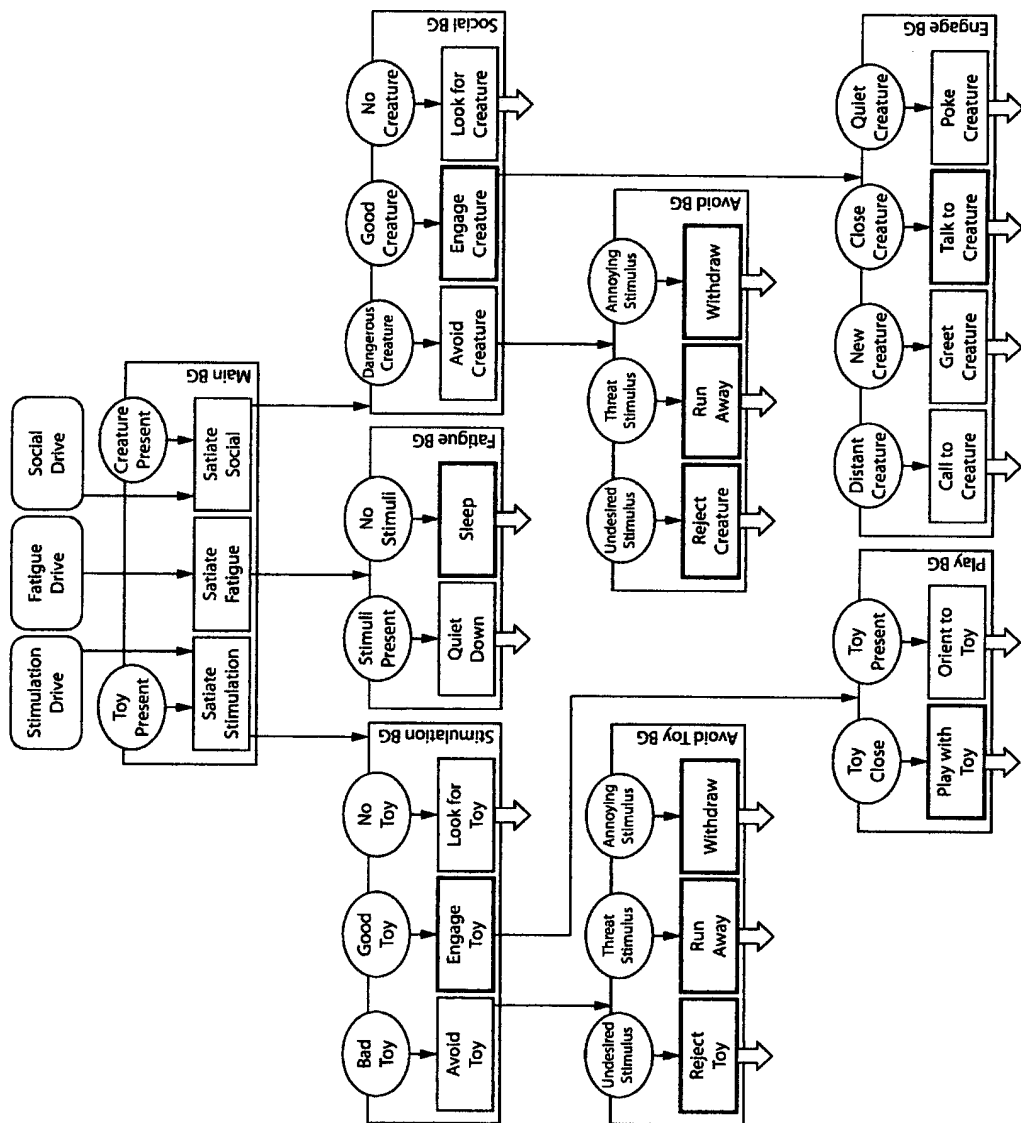 Stimulation
Drive
Fatigue
Drive
Social
Drive
Main BG
Toy
Present
Creature
Present
Satiate
Stimulation
Satiate
Fatigue
Satiate
Social
Stimulation BG
Bad
Toy
Good
Toy
No
Toy
Avoid
Toy
Engage
Toy
Look for
Toy
Fatigue BG
Stimuli
Present
No
Stimuli
Quiet
Down
Sleep
Social BG
Dangerous
Creature
Good
Creature
No
Creature
Avoid
Creature
Engage
Creature
Look for
Creature
Avoid Toy BG
Undesired
Stimulus
Threat
Stimulus
Annoying
Stimulus
Reject
Toy
Run
Away
Withdraw
Avoid BG
Undesired
Stimulus
Threat
Stimulus
Annoying
Stimulus
Reject
Creature
Run
Away
Withdraw
Play BG
Toy
Close
Toy
Present
Play with
Toy
Orient to
Toy
Engage BG
Distant
Creature
New
Creature
Close
Creature
Quiet
Creature
Call to
Creature
Greet
Creature
Talk to
Creature
Poke
Creature